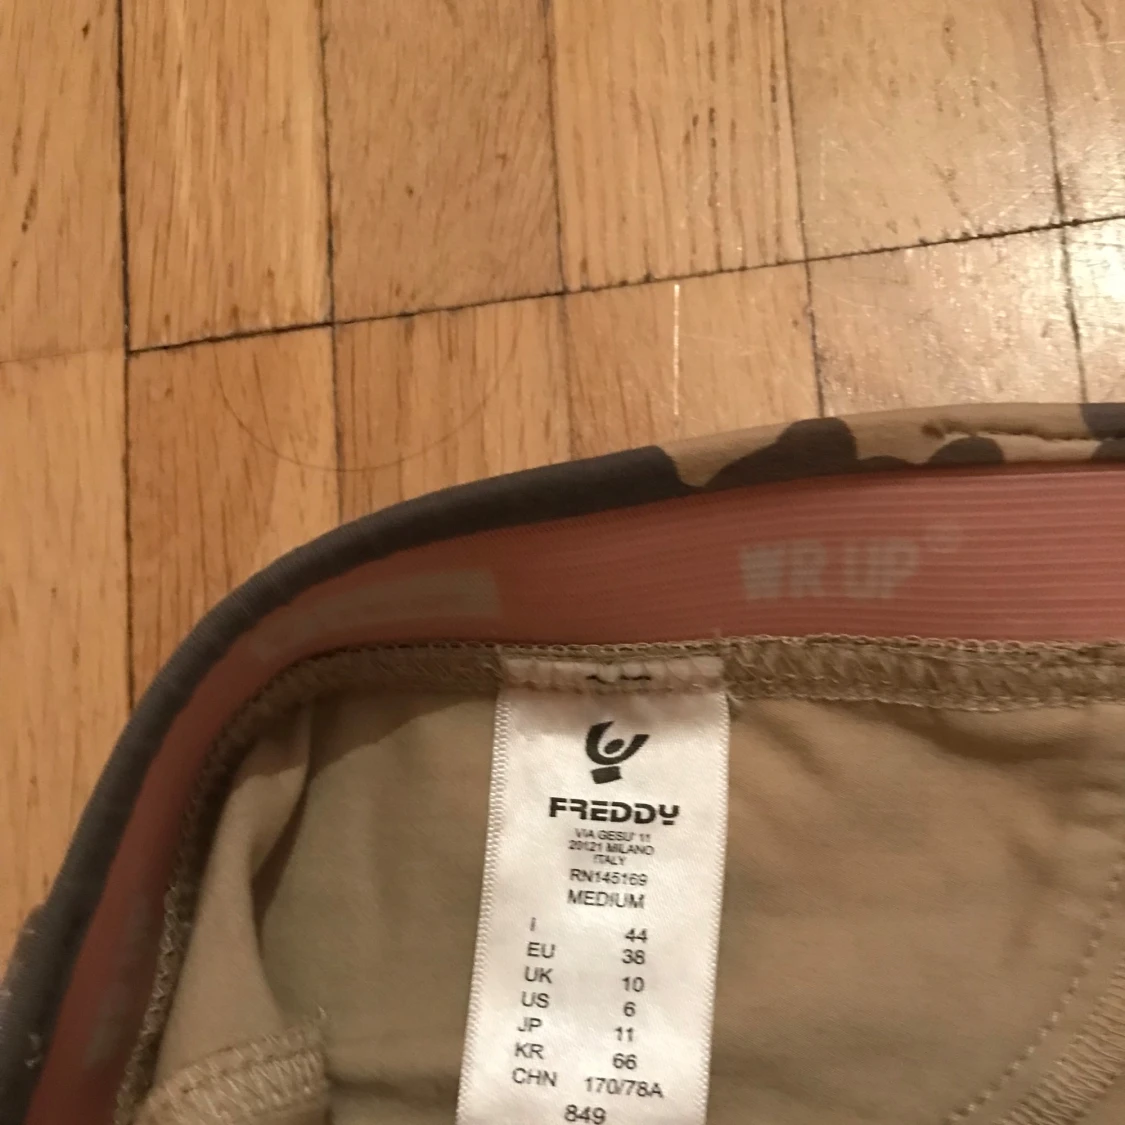 WR UP®
FREDDY
VIA GESU' 11
20121 MILANO
ITALY
RN145169
MEDIUM
I 44
EU 38
UK 10
US 6
JP 11
KR 66
CHN 170/78A
849